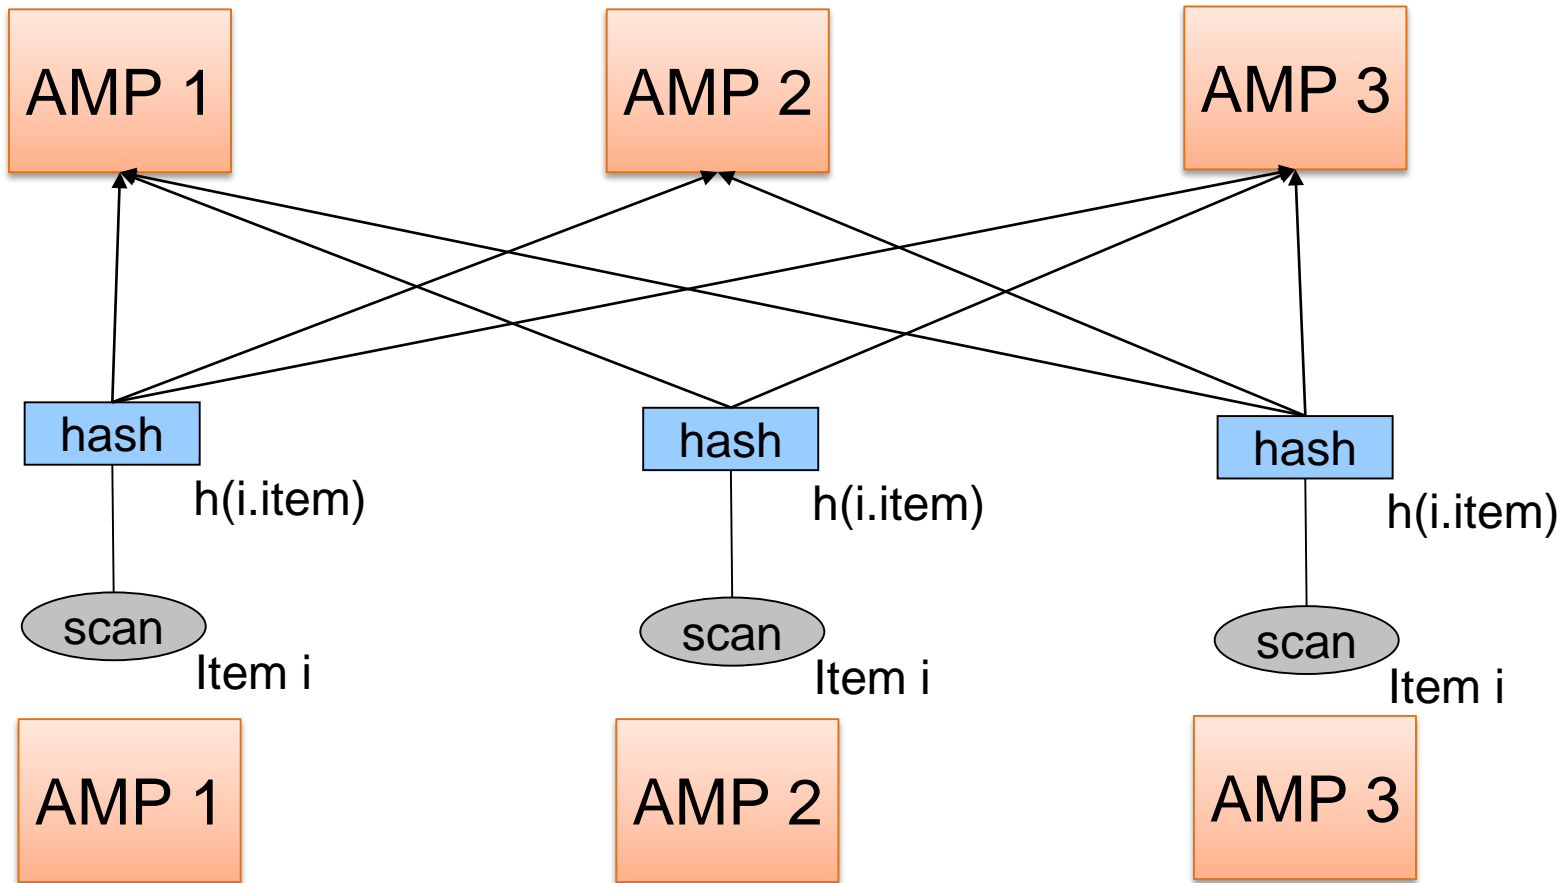 AMP 1
AMP 2
AMP 3
hash
hash
hash
h(i.item)
h(i.item)
h(i.item)
scan
scan
scan
Item i
Item i
Item i
AMP 1
AMP 2
AMP 3